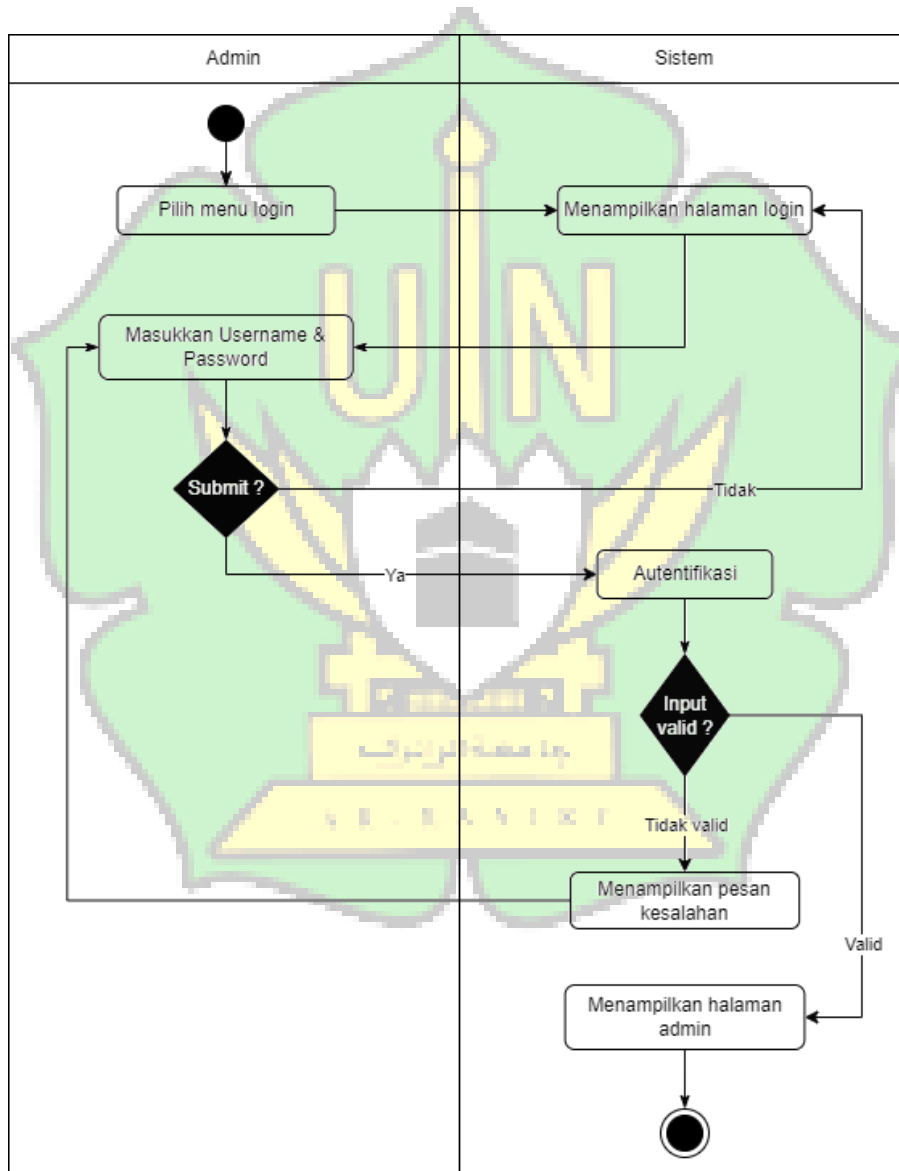 Admin
Sistem
Pilih menu login
Menampilkan halaman login
Masukkan Username &
Password
Submit ?
Tidak
Ya
Autentifikasi
Input
valid ?
Tidak valid
Menampilkan pesan
kesalahan
Valid
Menampilkan halaman
admin
UIN